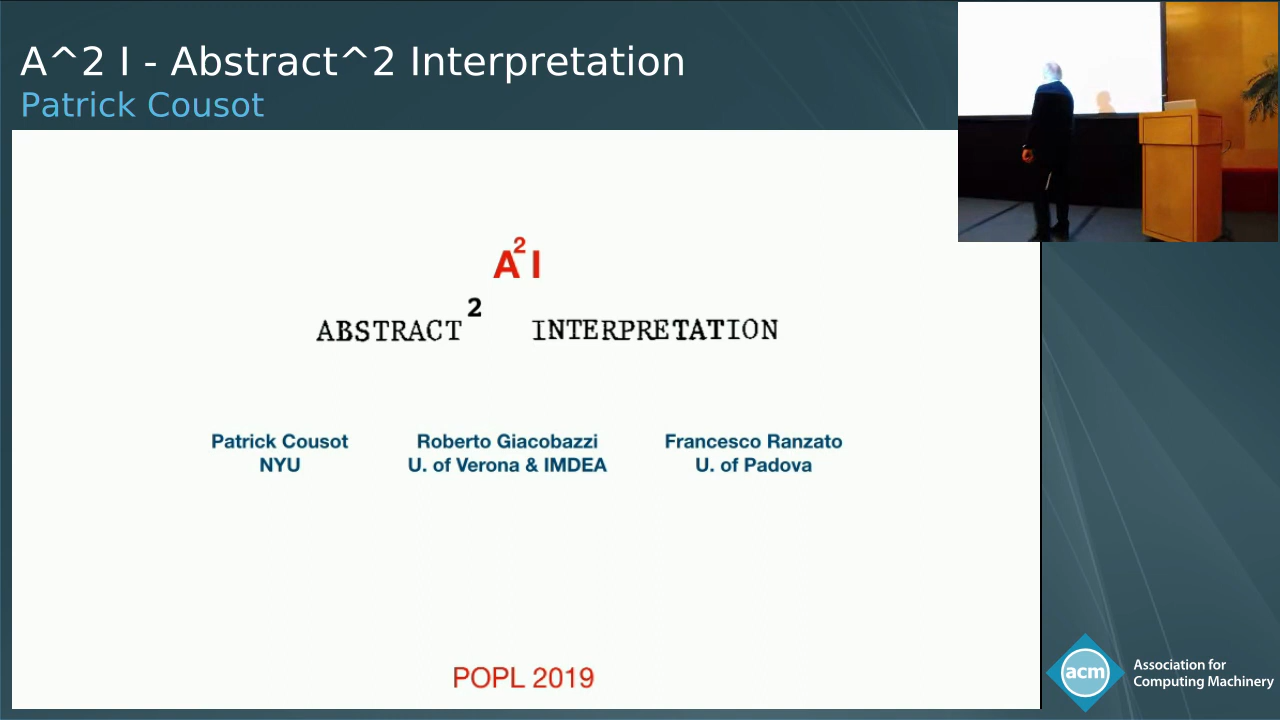 A^2 I - Abstract^2 Interpretation
Patrick Cousot
A²I
ABSTRACT² INTERPRETATION
Patrick Cousot
NYU
Roberto Giacobazzi
U. of Verona & IMDEA
Francesco Ranzato
U. of Padova
POPL 2019
acm
Association for
Computing Machinery